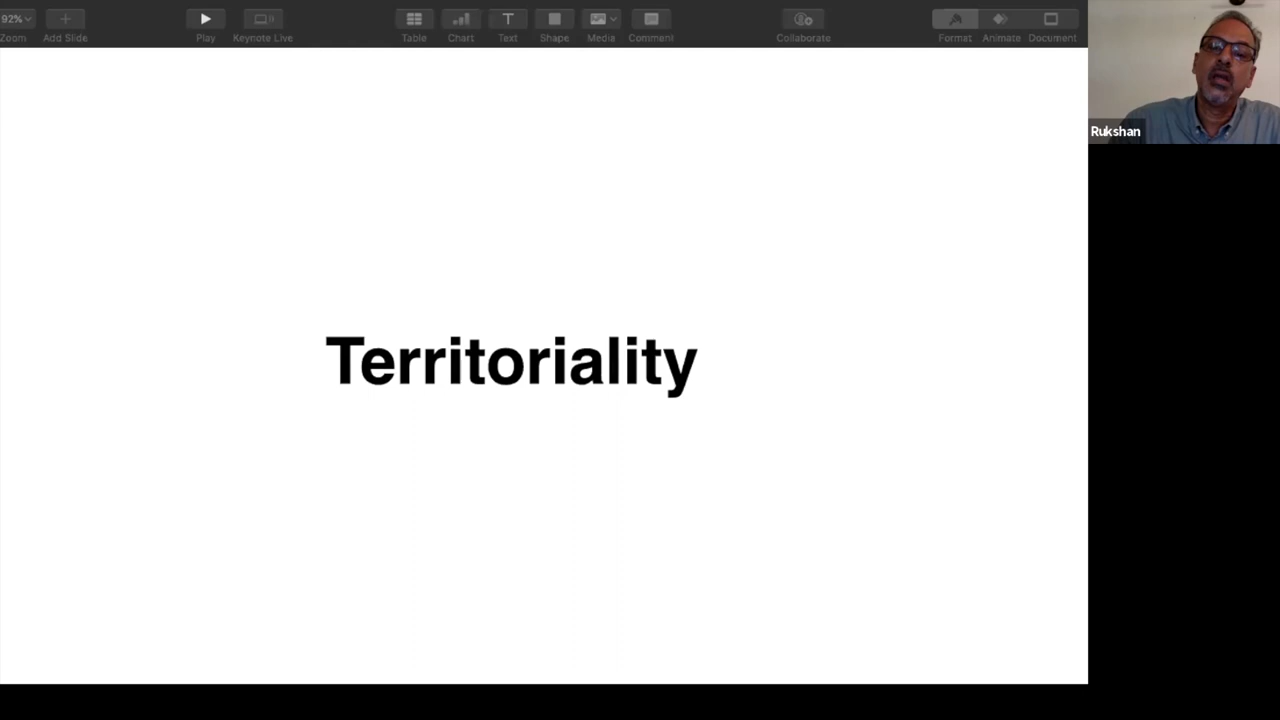 92%
Zoom
Add Slide
Play
Keynote Live
Table
Chart
Text
Shape
Media
Comment
Collaborate
Format
Animate
Document
Rukshan
Territoriality